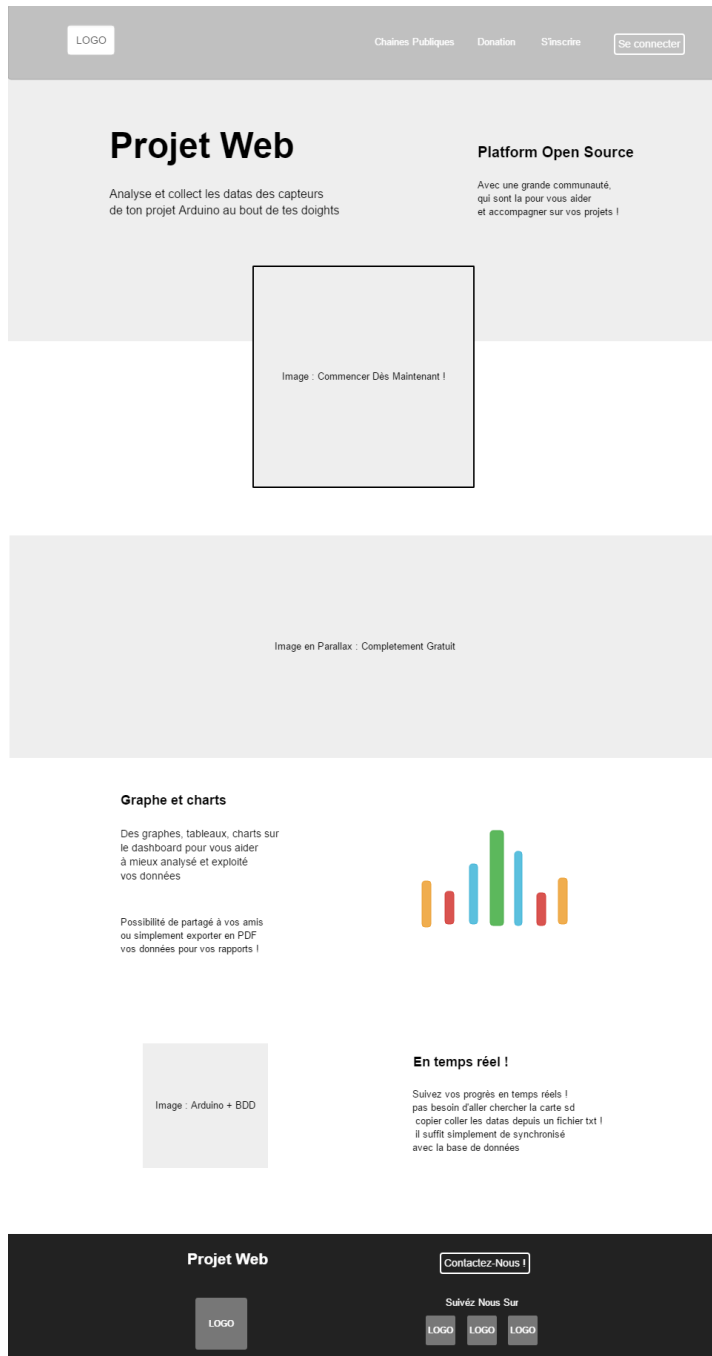 LOGO
Chaines Publiques
Donation
S'inscrire
Se connecter
Projet Web
Analyse et collect les datas des capteurs
de ton projet Arduino au bout de tes doights
Platform Open Source
Avec une grande communauté,
qui sont la pour vous aider
et accompagner sur vos projets !
Image : Commencer Dès Maintenant !
Image en Parallax : Completement Gratuit
Graphe et charts
Des graphes, tableaux, charts sur
le dashboard pour vous aider
à mieux analysé et exploité
vos données
Possibilité de partagé à vos amis
ou simplement exporter en PDF
vos données pour vos rapports !
Image : Arduino + BDD
En temps réel !
Suivez vos progrès en temps réels !
pas besoin d'aller chercher la carte sd
copier coller les datas depuis un fichier txt !
il suffit simplement de synchronisé
avec la base de données
Projet Web
LOGO
Contactez-Nous !
Suivéz Nous Sur
LOGO
LOGO
LOGO